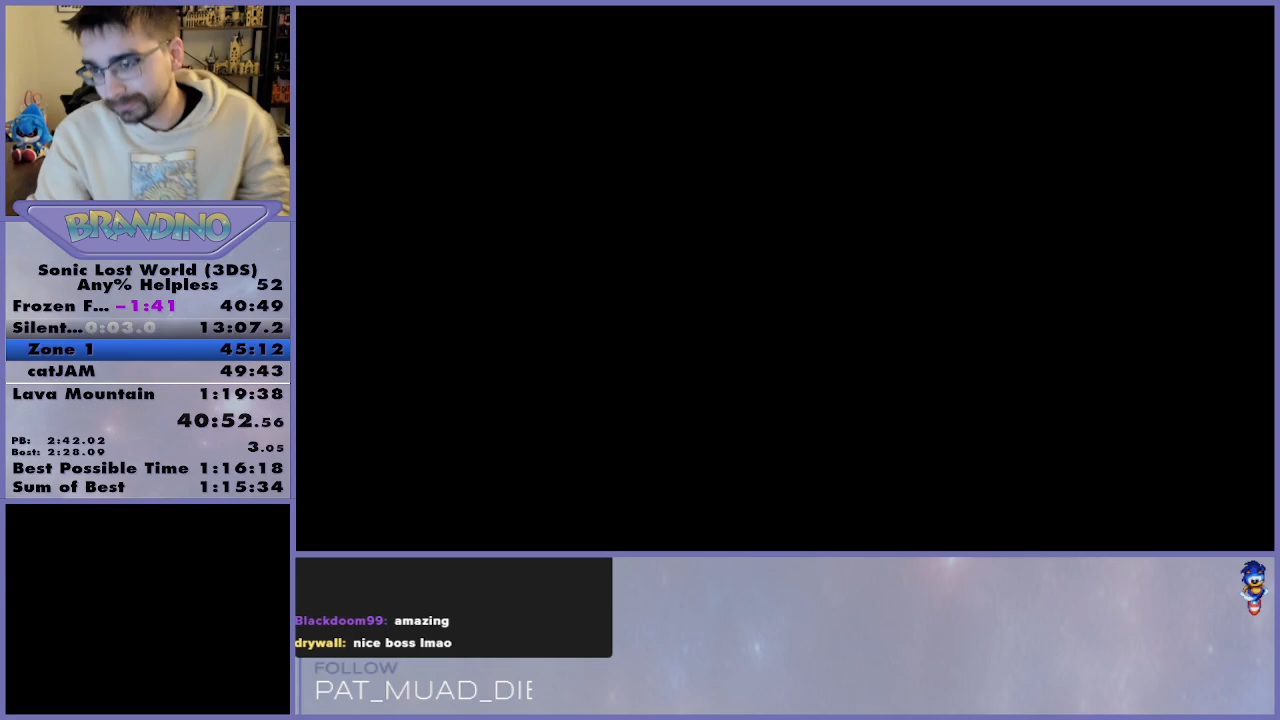 BRANDINO
Sonic Lost World (3DS)
Any% Helpless 52
Frozen F... -1:41 40:49
Silent... 0:03.0 13:07.2
Zone 1 45:12
catJAM 49:43
Lava Mountain 1:19:38
40:52.56
PB: 2:42.02
Best: 2:28.09 3.05
Best Possible Time 1:16:18
Sum of Best 1:15:34
Blackdoom99: amazing
drywall: nice boss lmao
FOLLOW
PAT_MUAD_DIB